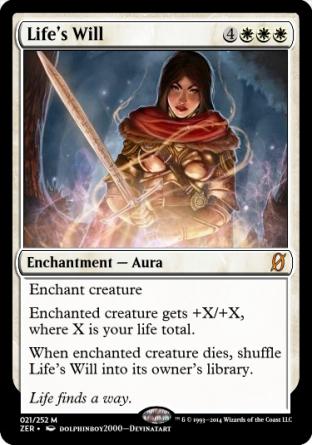 Life's Will 4
Enchantment — Aura
Enchant creature
Enchanted creature gets +X/+X,
where X is your life total.
When enchanted creature dies, shuffle
Life's Will into its owner's library.
Life finds a way.
021/252 M
ZER • DOLPHINBOY2000—DEVINATART
™ & © 1993–2014 Wizards of the Coast LLC